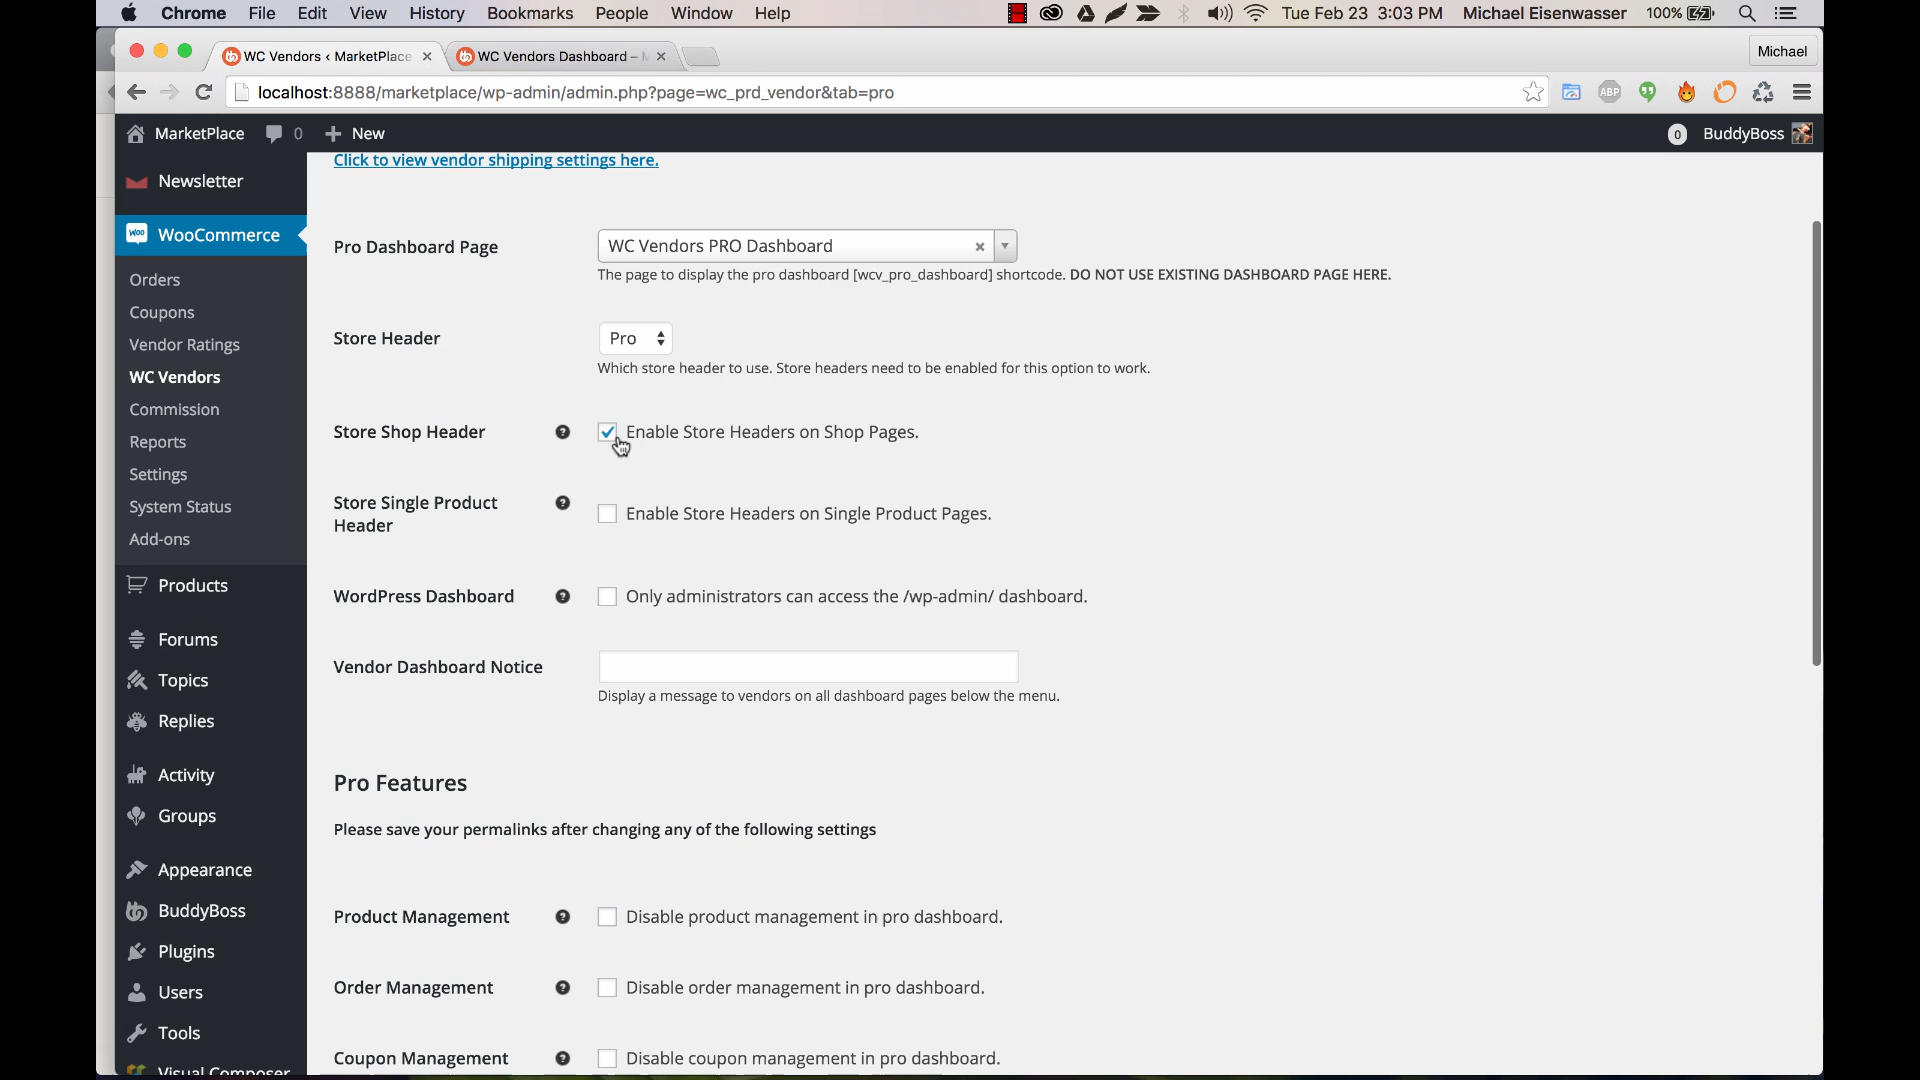 Chrome File Edit View History Bookmarks People Window Help Tue Feb 23 3:03 PM Michael Eisenwasser 100%
WC Vendors ‹ MarketPlace WC Vendors Dashboard – Michael
localhost:8888/marketplace/wp-admin/admin.php?page=wc_prd_vendor&tab=pro ABP
MarketPlace 0 New 0 BuddyBoss
Newsletter
WOO WooCommerce
Orders
Coupons
Vendor Ratings
WC Vendors
Commission
Reports
Settings
System Status
Add-ons
Products
Forums
Topics
Replies
Activity
Groups
Appearance
BuddyBoss
Plugins
Users
Tools
Visual Composer
Click to view vendor shipping settings here.
Pro Dashboard Page WC Vendors PRO Dashboard
The page to display the pro dashboard [wcv_pro_dashboard] shortcode. DO NOT USE EXISTING DASHBOARD PAGE HERE.
Store Header Pro
Which store header to use. Store headers need to be enabled for this option to work.
Store Shop Header Enable Store Headers on Shop Pages.
Store Single Product
Header
Enable Store Headers on Single Product Pages.
WordPress Dashboard Only administrators can access the /wp-admin/ dashboard.
Vendor Dashboard Notice
Display a message to vendors on all dashboard pages below the menu.
Pro Features
Please save your permalinks after changing any of the following settings
Product Management Disable product management in pro dashboard.
Order Management Disable order management in pro dashboard.
Coupon Management Disable coupon management in pro dashboard.